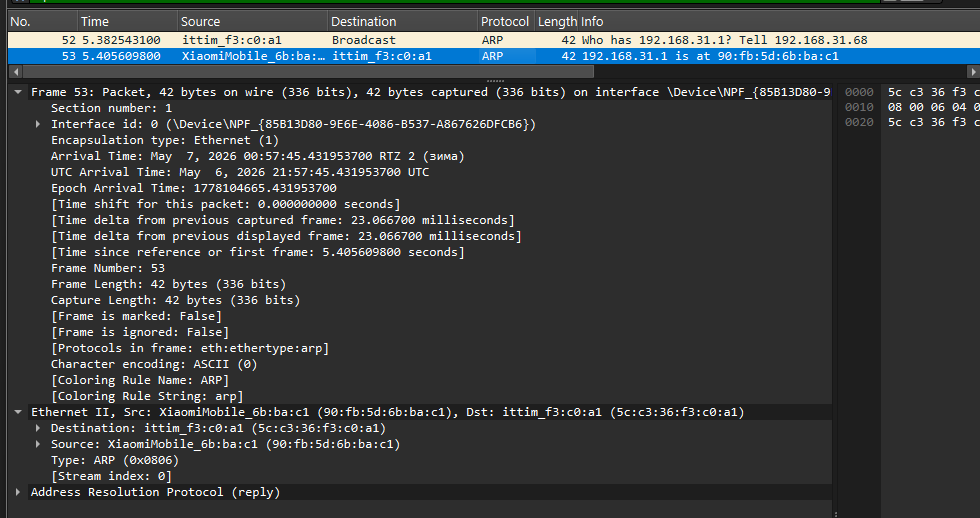 No. Time Source Destination Protocol Length Info
52 5.382543100 ittim_f3:c0:a1 Broadcast ARP 42 Who has 192.168.31.1? Tell 192.168.31.68
53 5.405609800 XiaomiMobile_6b:ba:… ittim_f3:c0:a1 ARP 42 192.168.31.1 is at 90:fb:5d:6b:ba:c1
Frame 53: Packet, 42 bytes on wire (336 bits), 42 bytes captured (336 bits) on interface \Device\NPF_{85B13D80-9
Section number: 1
Interface id: 0 (\Device\NPF_{85B13D80-9E6E-4086-B537-A867626DFCB6})
Encapsulation type: Ethernet (1)
Arrival Time: May  7, 2026 00:57:45.431953700 RTZ 2 (зима)
UTC Arrival Time: May  6, 2026 21:57:45.431953700 UTC
Epoch Arrival Time: 1778104665.431953700
[Time shift for this packet: 0.000000000 seconds]
[Time delta from previous captured frame: 23.066700 milliseconds]
[Time delta from previous displayed frame: 23.066700 milliseconds]
[Time since reference or first frame: 5.405609800 seconds]
Frame Number: 53
Frame Length: 42 bytes (336 bits)
Capture Length: 42 bytes (336 bits)
[Frame is marked: False]
[Frame is ignored: False]
[Protocols in frame: eth:ethertype:arp]
Character encoding: ASCII (0)
[Coloring Rule Name: ARP]
[Coloring Rule String: arp]
Ethernet II, Src: XiaomiMobile_6b:ba:c1 (90:fb:5d:6b:ba:c1), Dst: ittim_f3:c0:a1 (5c:c3:36:f3:c0:a1)
Destination: ittim_f3:c0:a1 (5c:c3:36:f3:c0:a1)
Source: XiaomiMobile_6b:ba:c1 (90:fb:5d:6b:ba:c1)
Type: ARP (0x0806)
[Stream index: 0]
Address Resolution Protocol (reply)
0000 5c c3 36 f3 c
0010 08 00 06 04 0
0020 5c c3 36 f3 c